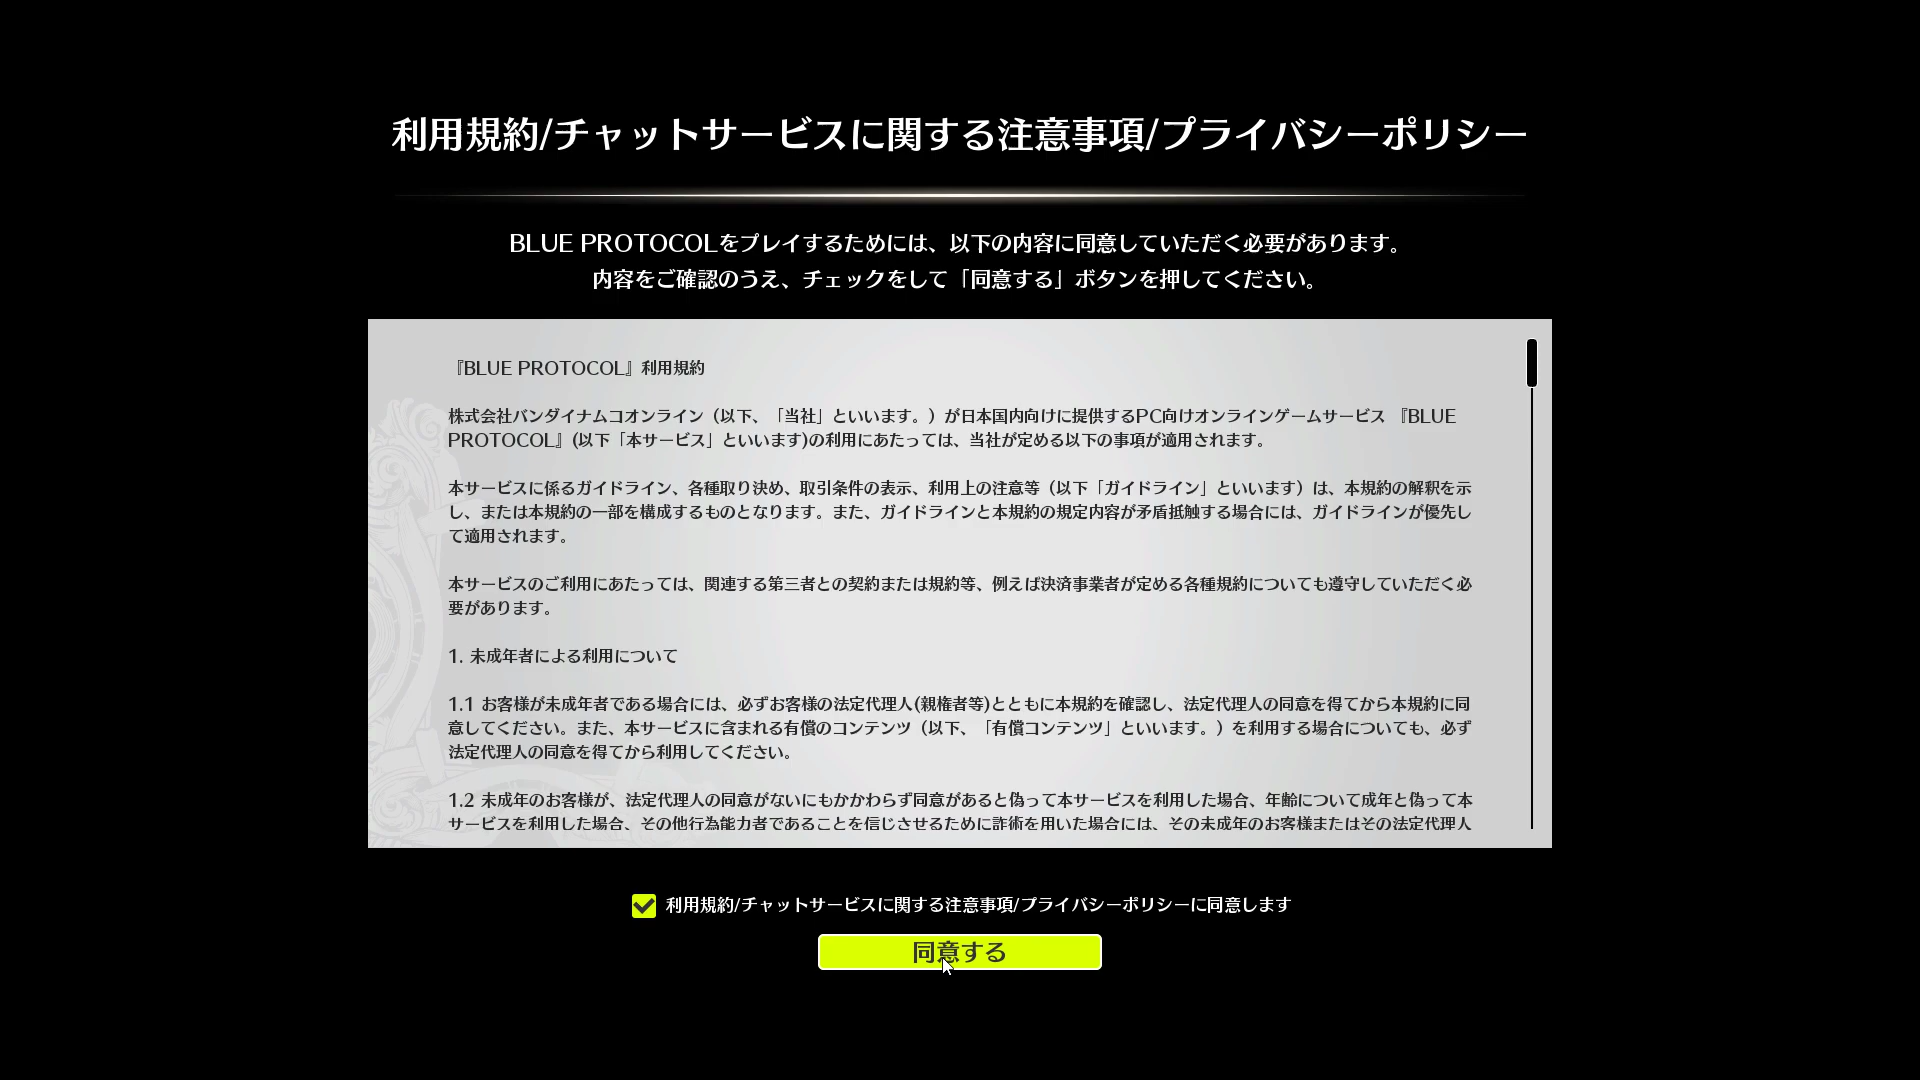 利用規約/チャットサービスに関する注意事項/プライバシーポリシー
BLUE PROTOCOLをプレイするためには、以下の内容に同意していただく必要があります。
内容をご確認のうえ、チェックをして「同意する」ボタンを押してください。
『BLUE PROTOCOL』利用規約
株式会社バンダイナムコオンライン（以下、「当社」といいます。）が日本国内向けに提供するPC向けオンラインゲームサービス 『BLUE
PROTOCOL』(以下「本サービス」といいます)の利用にあたっては、当社が定める以下の事項が適用されます。
本サービスに係るガイドライン、各種取り決め、取引条件の表示、利用上の注意等（以下「ガイドライン」といいます）は、本規約の解釈を示
し、または本規約の一部を構成するものとなります。また、ガイドラインと本規約の規定内容が矛盾抵触する場合には、ガイドラインが優先し
て適用されます。
本サービスのご利用にあたっては、関連する第三者との契約または規約等、例えば決済事業者が定める各種規約についても遵守していただく必
要があります。
1. 未成年者による利用について
1.1 お客様が未成年者である場合には、必ずお客様の法定代理人(親権者等)とともに本規約を確認し、法定代理人の同意を得てから本規約に同
意してください。また、本サービスに含まれる有償のコンテンツ（以下、「有償コンテンツ」といいます。）を利用する場合についても、必ず
法定代理人の同意を得てから利用してください。
1.2 未成年のお客様が、法定代理人の同意がないにもかかわらず同意があると偽って本サービスを利用した場合、年齢について成年と偽って本
サービスを利用した場合、その他行為能力者であることを信じさせるために詐術を用いた場合には、その未成年のお客様またはその法定代理人
利用規約/チャットサービスに関する注意事項/プライバシーポリシーに同意します
同意する